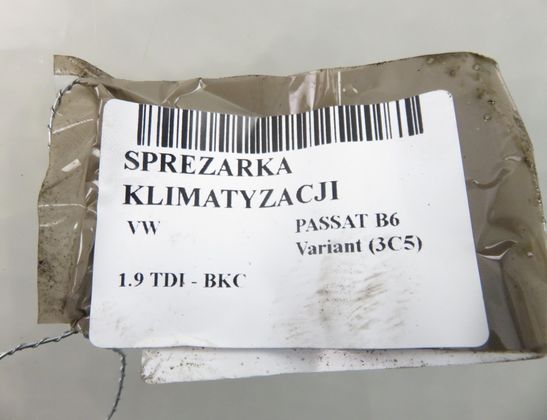 SPREZARKA
KLIMATYZACJI
VW PASSAT B6
Variant (3C5)
1.9 TDI - BKC